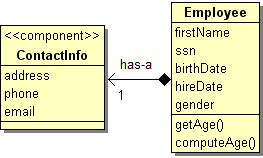 <<component>>
ContactInfo
address
phone
email
has-a
1
Employee
firstName
ssn
birthDate
hireDate
gender
getAge()
computeAge()